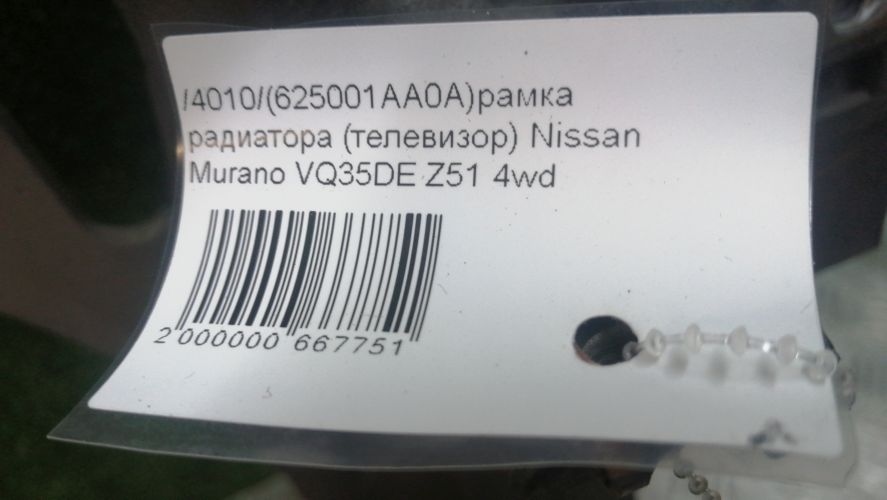 /4010/(625001AA0A)рамка
радиатора (телевизор) Nissan
Murano VQ35DE Z51 4wd
2 000000 667751